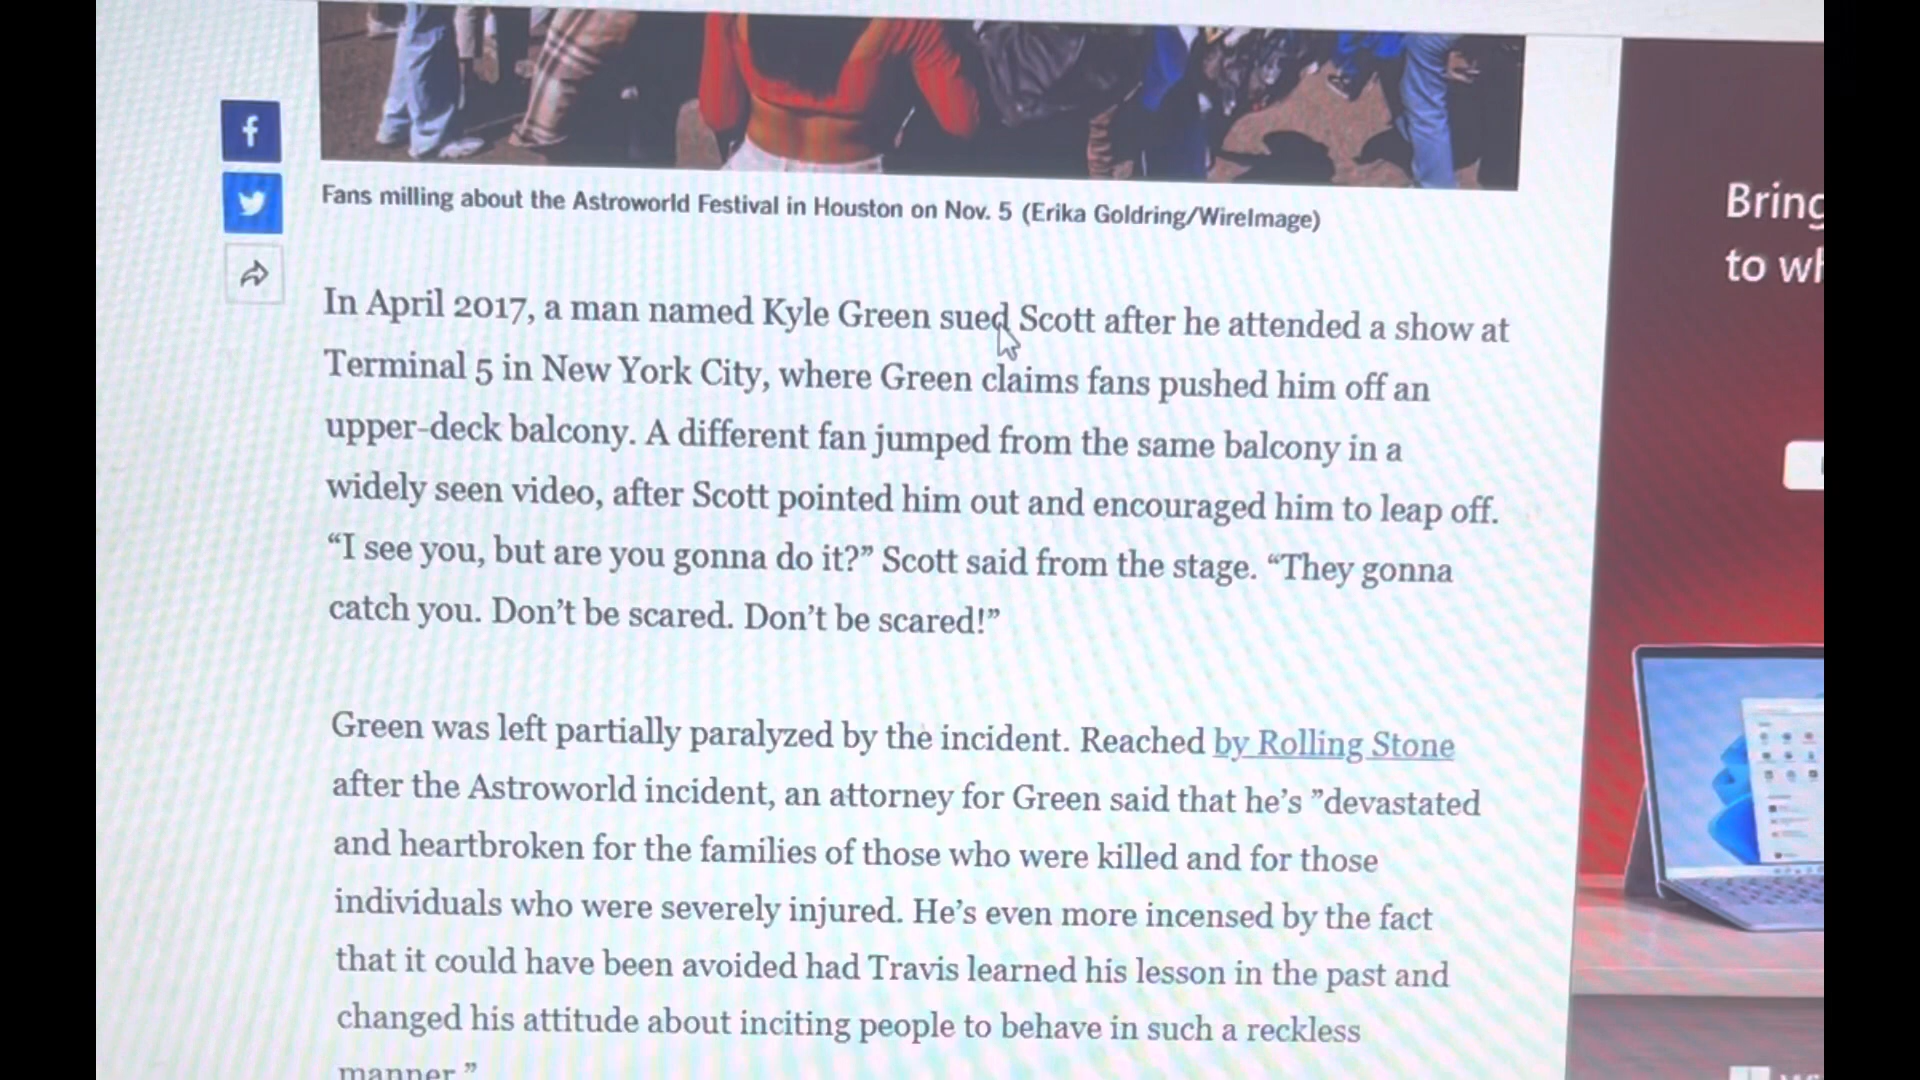 f
Fans milling about the Astroworld Festival in Houston on Nov. 5 (Erika Goldring/WireImage)
In April 2017, a man named Kyle Green sued Scott after he attended a show at
Terminal 5 in New York City, where Green claims fans pushed him off an
upper-deck balcony. A different fan jumped from the same balcony in a
widely seen video, after Scott pointed him out and encouraged him to leap off.
“I see you, but are you gonna do it?” Scott said from the stage. “They gonna
catch you. Don’t be scared. Don’t be scared!”
Green was left partially paralyzed by the incident. Reached by Rolling Stone
after the Astroworld incident, an attorney for Green said that he’s ”devastated
and heartbroken for the families of those who were killed and for those
individuals who were severely injured. He’s even more incensed by the fact
that it could have been avoided had Travis learned his lesson in the past and
changed his attitude about inciting people to behave in such a reckless
manner.”
Bring
to wh